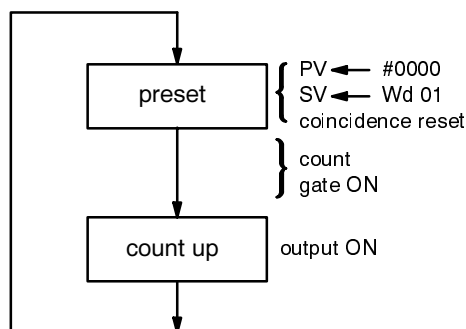 preset
PV ← #0000
SV ← Wd 01
coincidence reset
count
gate ON
count up
output ON